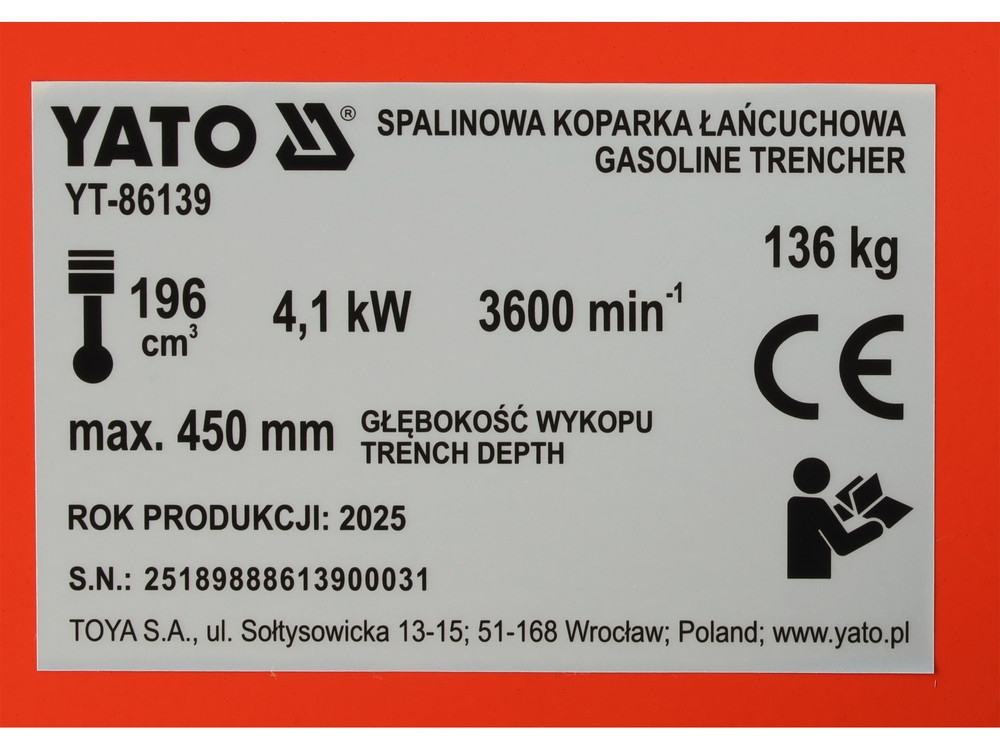 YATO ®
SPALINOWA KOPARKA ŁAŃCUCHOWA
GASOLINE TRENCHER
YT-86139
136 kg
196 cm³
4,1 kW
3600 min⁻¹
CE
max. 450 mm
GŁĘBOKOŚĆ WYKOPU
TRENCH DEPTH
ROK PRODUKCJI: 2025
S.N.: 25189888613900031
TOYA S.A., ul. Sołtysowicka 13-15; 51-168 Wrocław; Poland; www.yato.pl